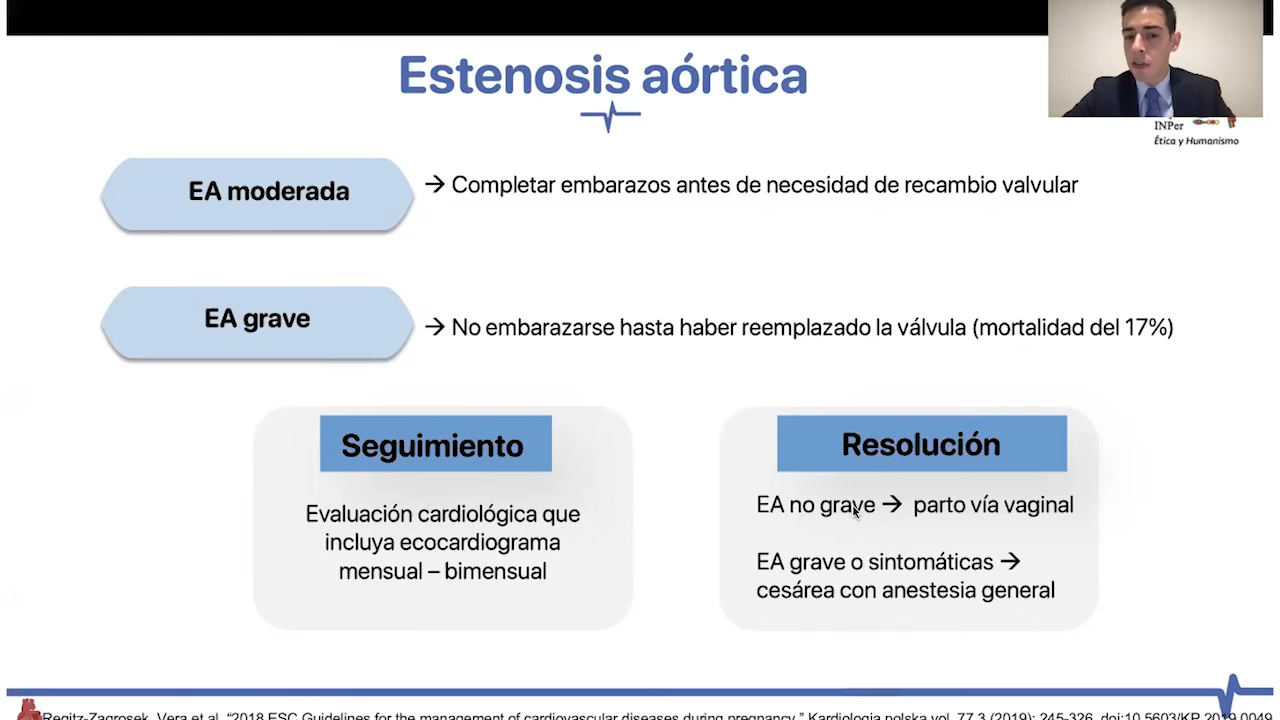 Estenosis aórtica
INPer
Ética y Humanismo
EA moderada
→ Completar embarazos antes de necesidad de recambio valvular
EA grave
→ No embarazarse hasta haber reemplazado la válvula (mortalidad del 17%)
Seguimiento
Evaluación cardiológica que
incluya ecocardiograma
mensual – bimensual
Resolución
EA no grave → parto vía vaginal
EA grave o sintomáticas →
cesárea con anestesia general
Regitz-Zagrosek, Vera et al. “2018 ESC Guidelines for the management of cardiovascular diseases during pregnancy.” Kardiologia polska vol. 77,3 (2019): 245-326. doi:10.5603/KP.2019.0049